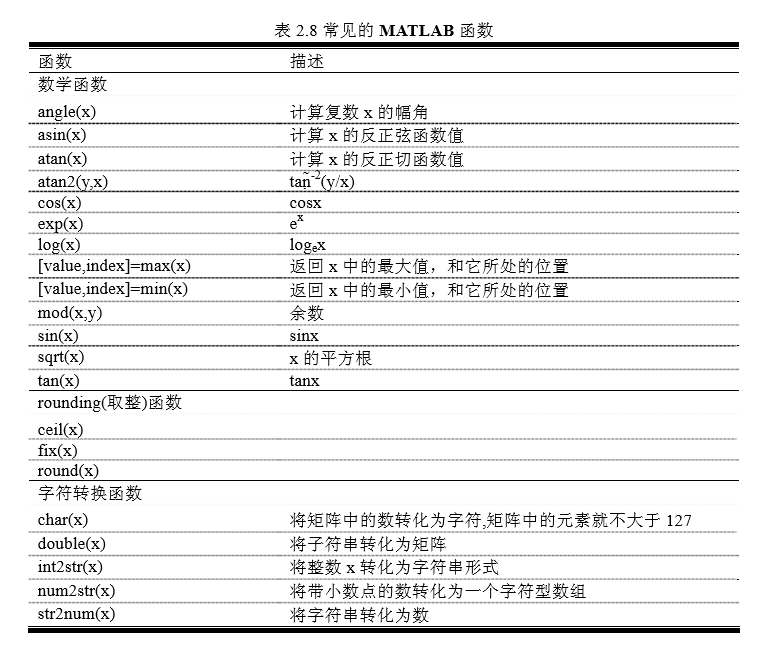 表 2.8 常见的 MATLAB 函数
函数 描述
数学函数
angle(x) 计算复数 x 的幅角
asin(x) 计算 x 的反正弦函数值
atan(x) 计算 x 的反正切函数值
atan2(y,x) tañ⁻²(y/x)
cos(x) cosx
exp(x) eˣ
log(x) logₑx
[value,index]=max(x) 返回 x 中的最大值，和它所处的位置
[value,index]=min(x) 返回 x 中的最小值，和它所处的位置
mod(x,y) 余数
sin(x) sinx
sqrt(x) x 的平方根
tan(x) tanx
rounding(取整)函数
ceil(x)
fix(x)
round(x)
字符转换函数
char(x) 将矩阵中的数转化为字符,矩阵中的元素就不大于 127
double(x) 将子符串转化为矩阵
int2str(x) 将整数 x 转化为字符串形式
num2str(x) 将带小数点的数转化为一个字符型数组
str2num(x) 将字符串转化为数